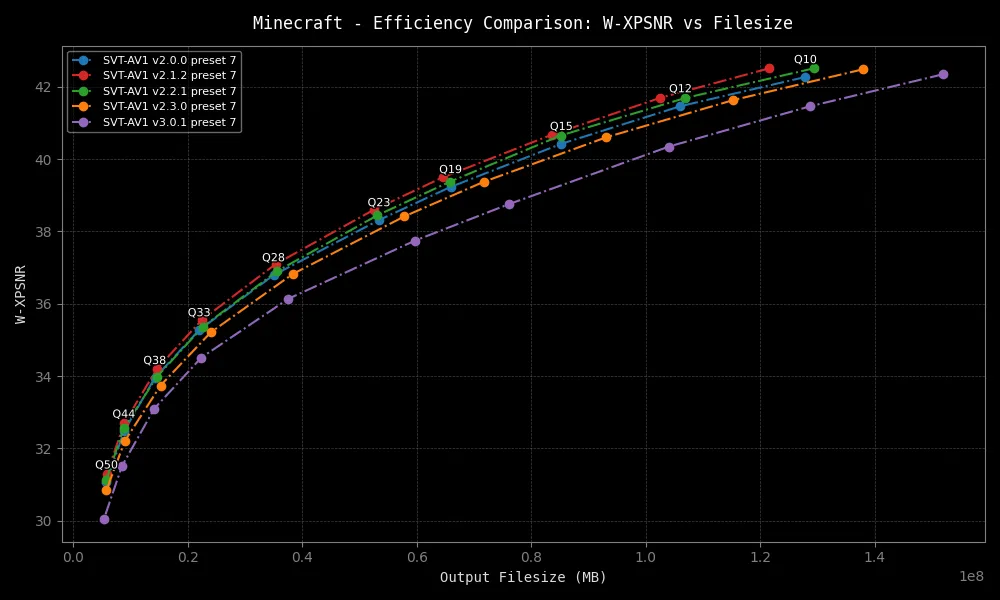 Minecraft - Efficiency Comparison: W-XPSNR vs Filesize
SVT-AV1 v2.0.0 preset 7
SVT-AV1 v2.1.2 preset 7
SVT-AV1 v2.2.1 preset 7
SVT-AV1 v2.3.0 preset 7
SVT-AV1 v3.0.1 preset 7
Q10
Q12
Q15
Q19
Q23
Q28
Q33
Q38
Q44
Q50
W-XPSNR
42
40
38
36
34
32
30
0.0 0.2 0.4 0.6 0.8 1.0 1.2 1.4
1e8
Output Filesize (MB)